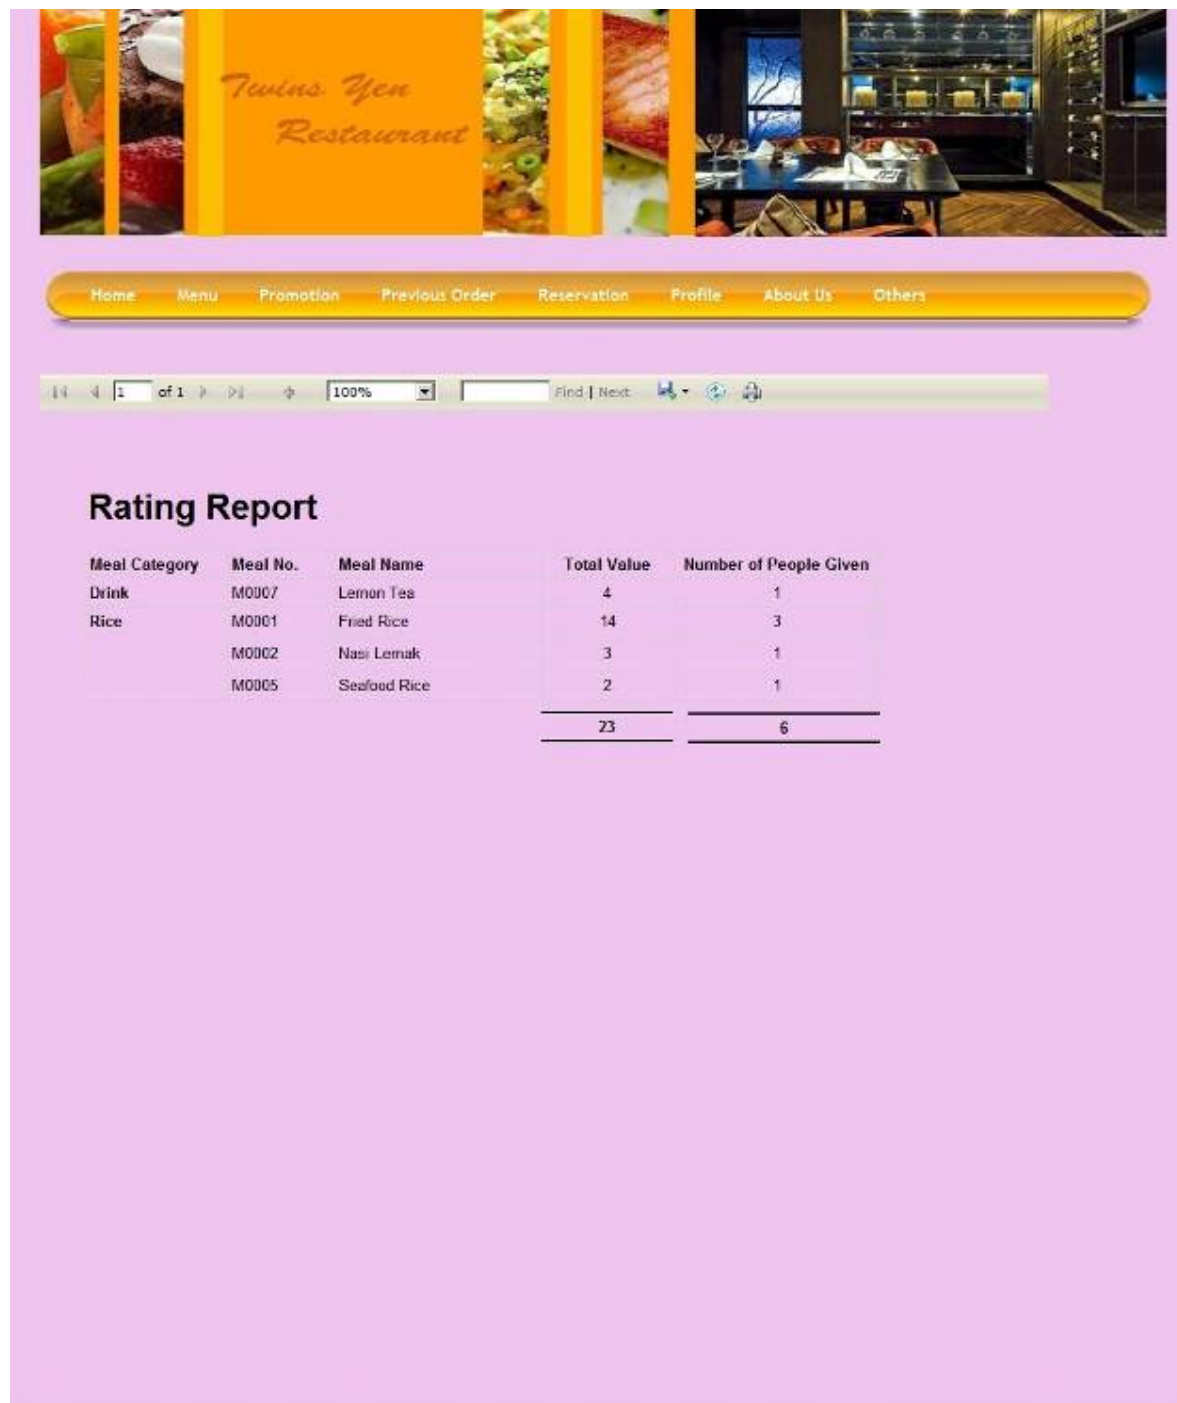 Twins Yen
Restaurant
Home Menu Promotion Previous Order Reservation Profile About Us Others
1 of 1 100% Find | Next
Rating Report
Meal Category Meal No. Meal Name Total Value Number of People Given
Drink M0007 Lemon Tea 4 1
Rice M0001 Fried Rice 14 3
M0002 Nasi Lemak 3 1
M0005 Seafood Rice 2 1
23 6